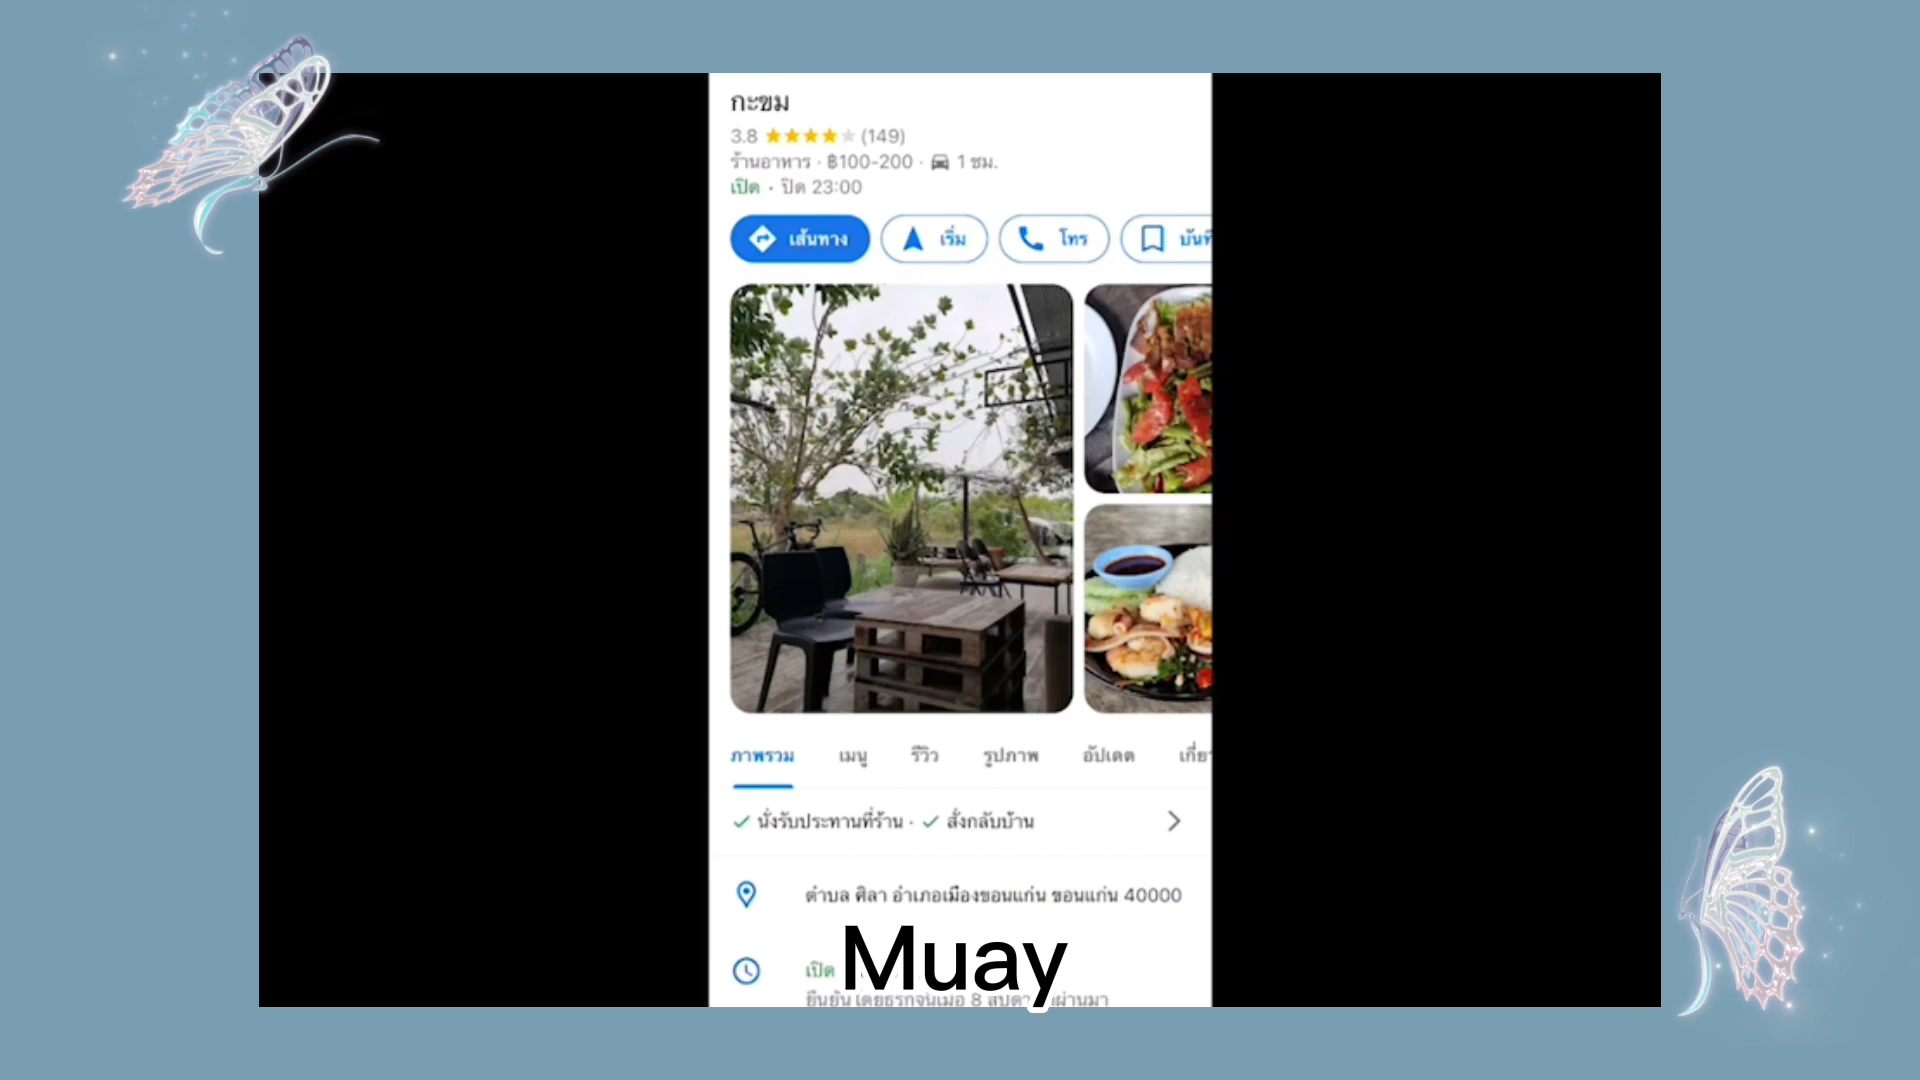 กะขม
3.8 (149)
ร้านอาหาร · ฿100-200 · 1 ชม.
เปิด · ปิด 23:00
เส้นทาง เริ่ม โทร
ภาพรวม เมนู รีวิว รูปภาพ อัปเดต
นั่งรับประทานที่ร้าน · สั่งกลับบ้าน
ตำบล ศิลา อำเภอเมืองขอนแก่น ขอนแก่น 40000
เปิด
Muay